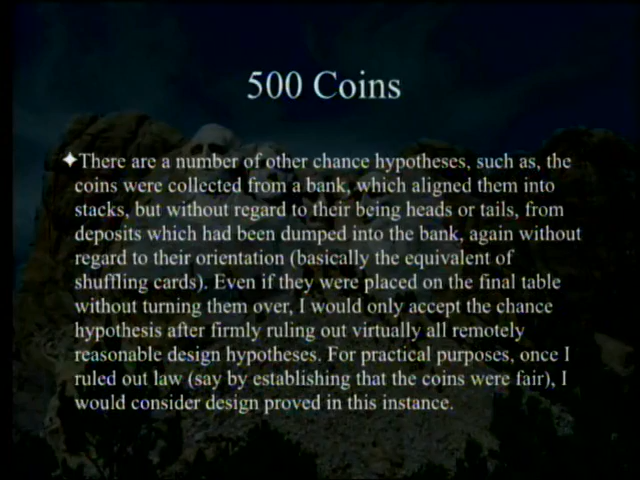 500 Coins
✦There are a number of other chance hypotheses, such as, the
coins were collected from a bank, which aligned them into
stacks, but without regard to their being heads or tails, from
deposits which had been dumped into the bank, again without
regard to their orientation (basically the equivalent of
shuffling cards). Even if they were placed on the final table
without turning them over, I would only accept the chance
hypothesis after firmly ruling out virtually all remotely
reasonable design hypotheses. For practical purposes, once I
ruled out law (say by establishing that the coins were fair), I
would consider design proved in this instance.